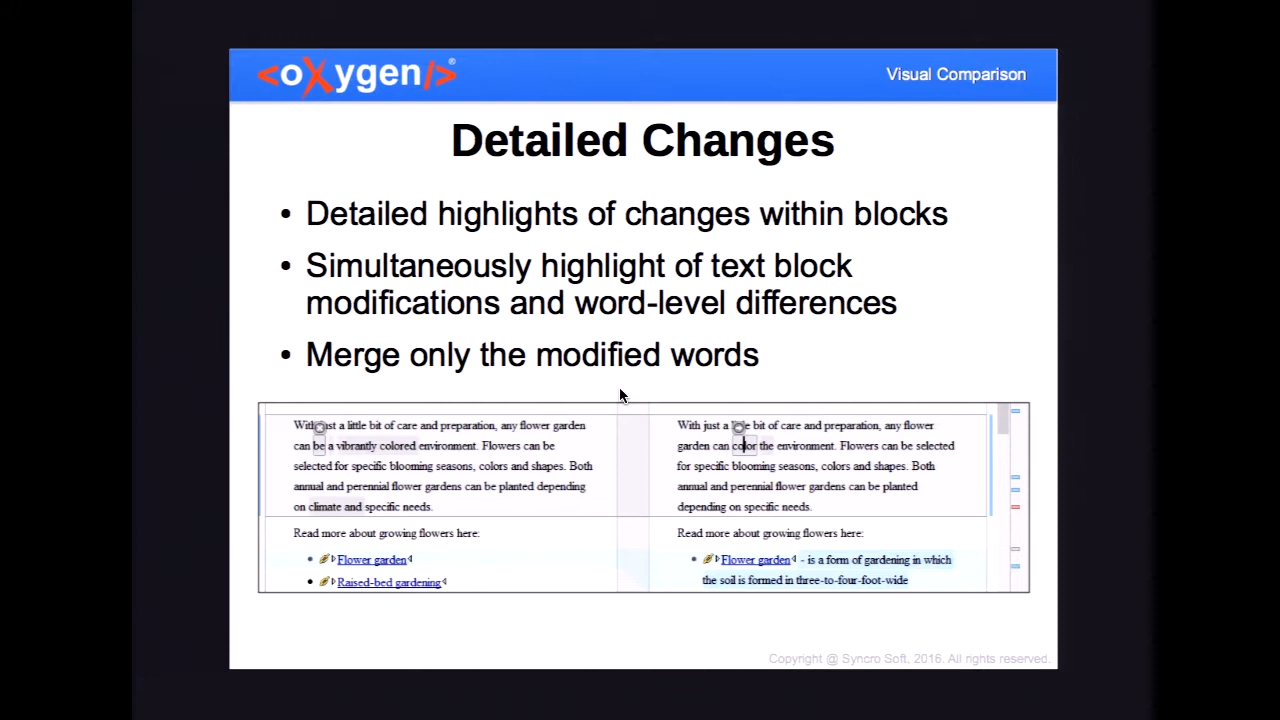 <oXygen/>®
Visual Comparison
Detailed Changes
• Detailed highlights of changes within blocks
• Simultaneously highlight of text block
modifications and word-level differences
• Merge only the modified words
With just a little bit of care and preparation, any flower garden
can be a vibrantly colored environment. Flowers can be
selected for specific blooming seasons, colors and shapes. Both
annual and perennial flower gardens can be planted depending
on climate and specific needs.
Read more about growing flowers here:
• Flower garden
• Raised-bed gardening
With just a little bit of care and preparation, any flower
garden can color the environment. Flowers can be selected
for specific blooming seasons, colors and shapes. Both
annual and perennial flower gardens can be planted
depending on specific needs.
Read more about growing flowers here:
• Flower garden - is a form of gardening in which
the soil is formed in three-to-four-foot-wide
Copyright @ Syncro Soft, 2016. All rights reserved.